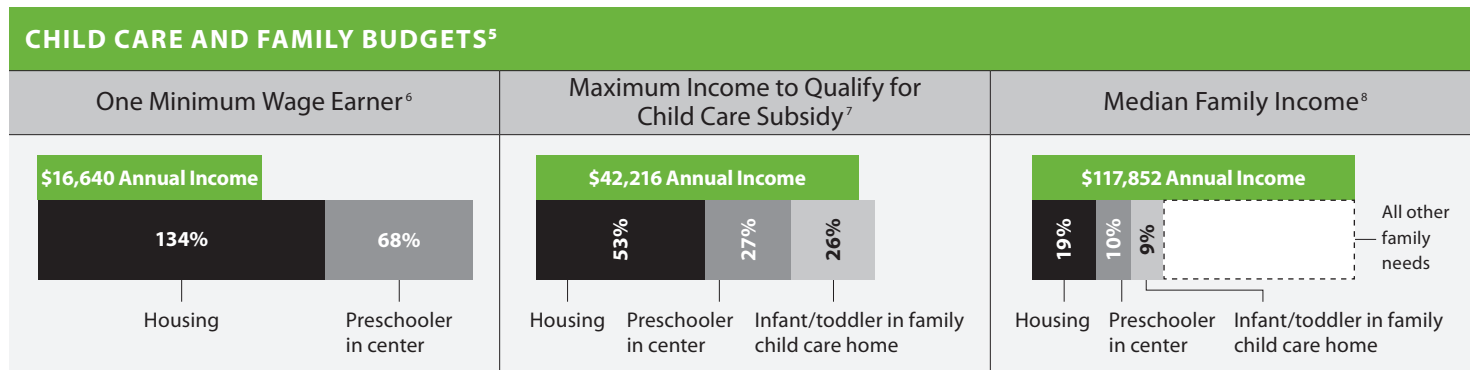 CHILD CARE AND FAMILY BUDGETS⁵
One Minimum Wage Earner⁶
$16,640 Annual Income
134%
68%
Housing
Preschooler
in center
Maximum Income to Qualify for
Child Care Subsidy⁷
$42,216 Annual Income
53%
27%
26%
Housing
Preschooler
in center
Infant/toddler in family
child care home
Median Family Income⁸
$117,852 Annual Income
19%
10%
9%
All other
family
needs
Housing
Preschooler
in center
Infant/toddler in family
child care home